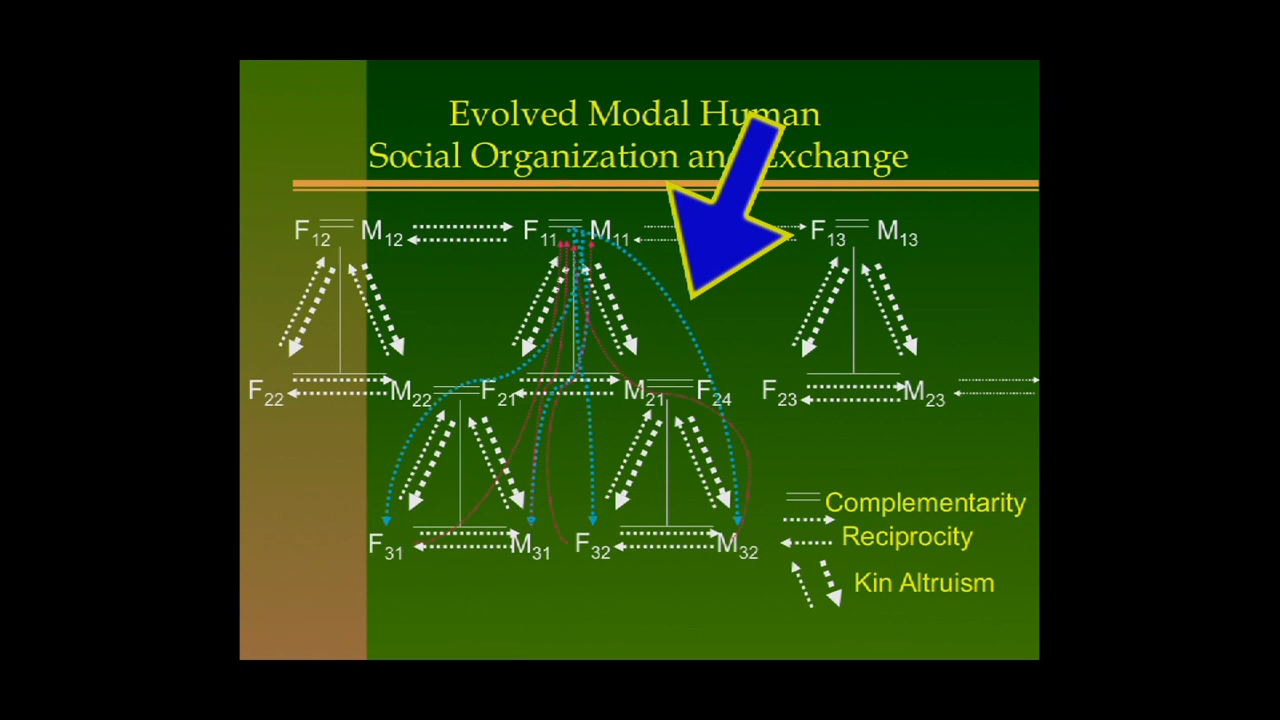 Evolved Modal Human
Social Organization and Exchange
F12 M12 F11 M11 F13 M13
F22 M22 F21 M21 F24 F23 M23
F31 M31 F32 M32
Complementarity
Reciprocity
Kin Altruism